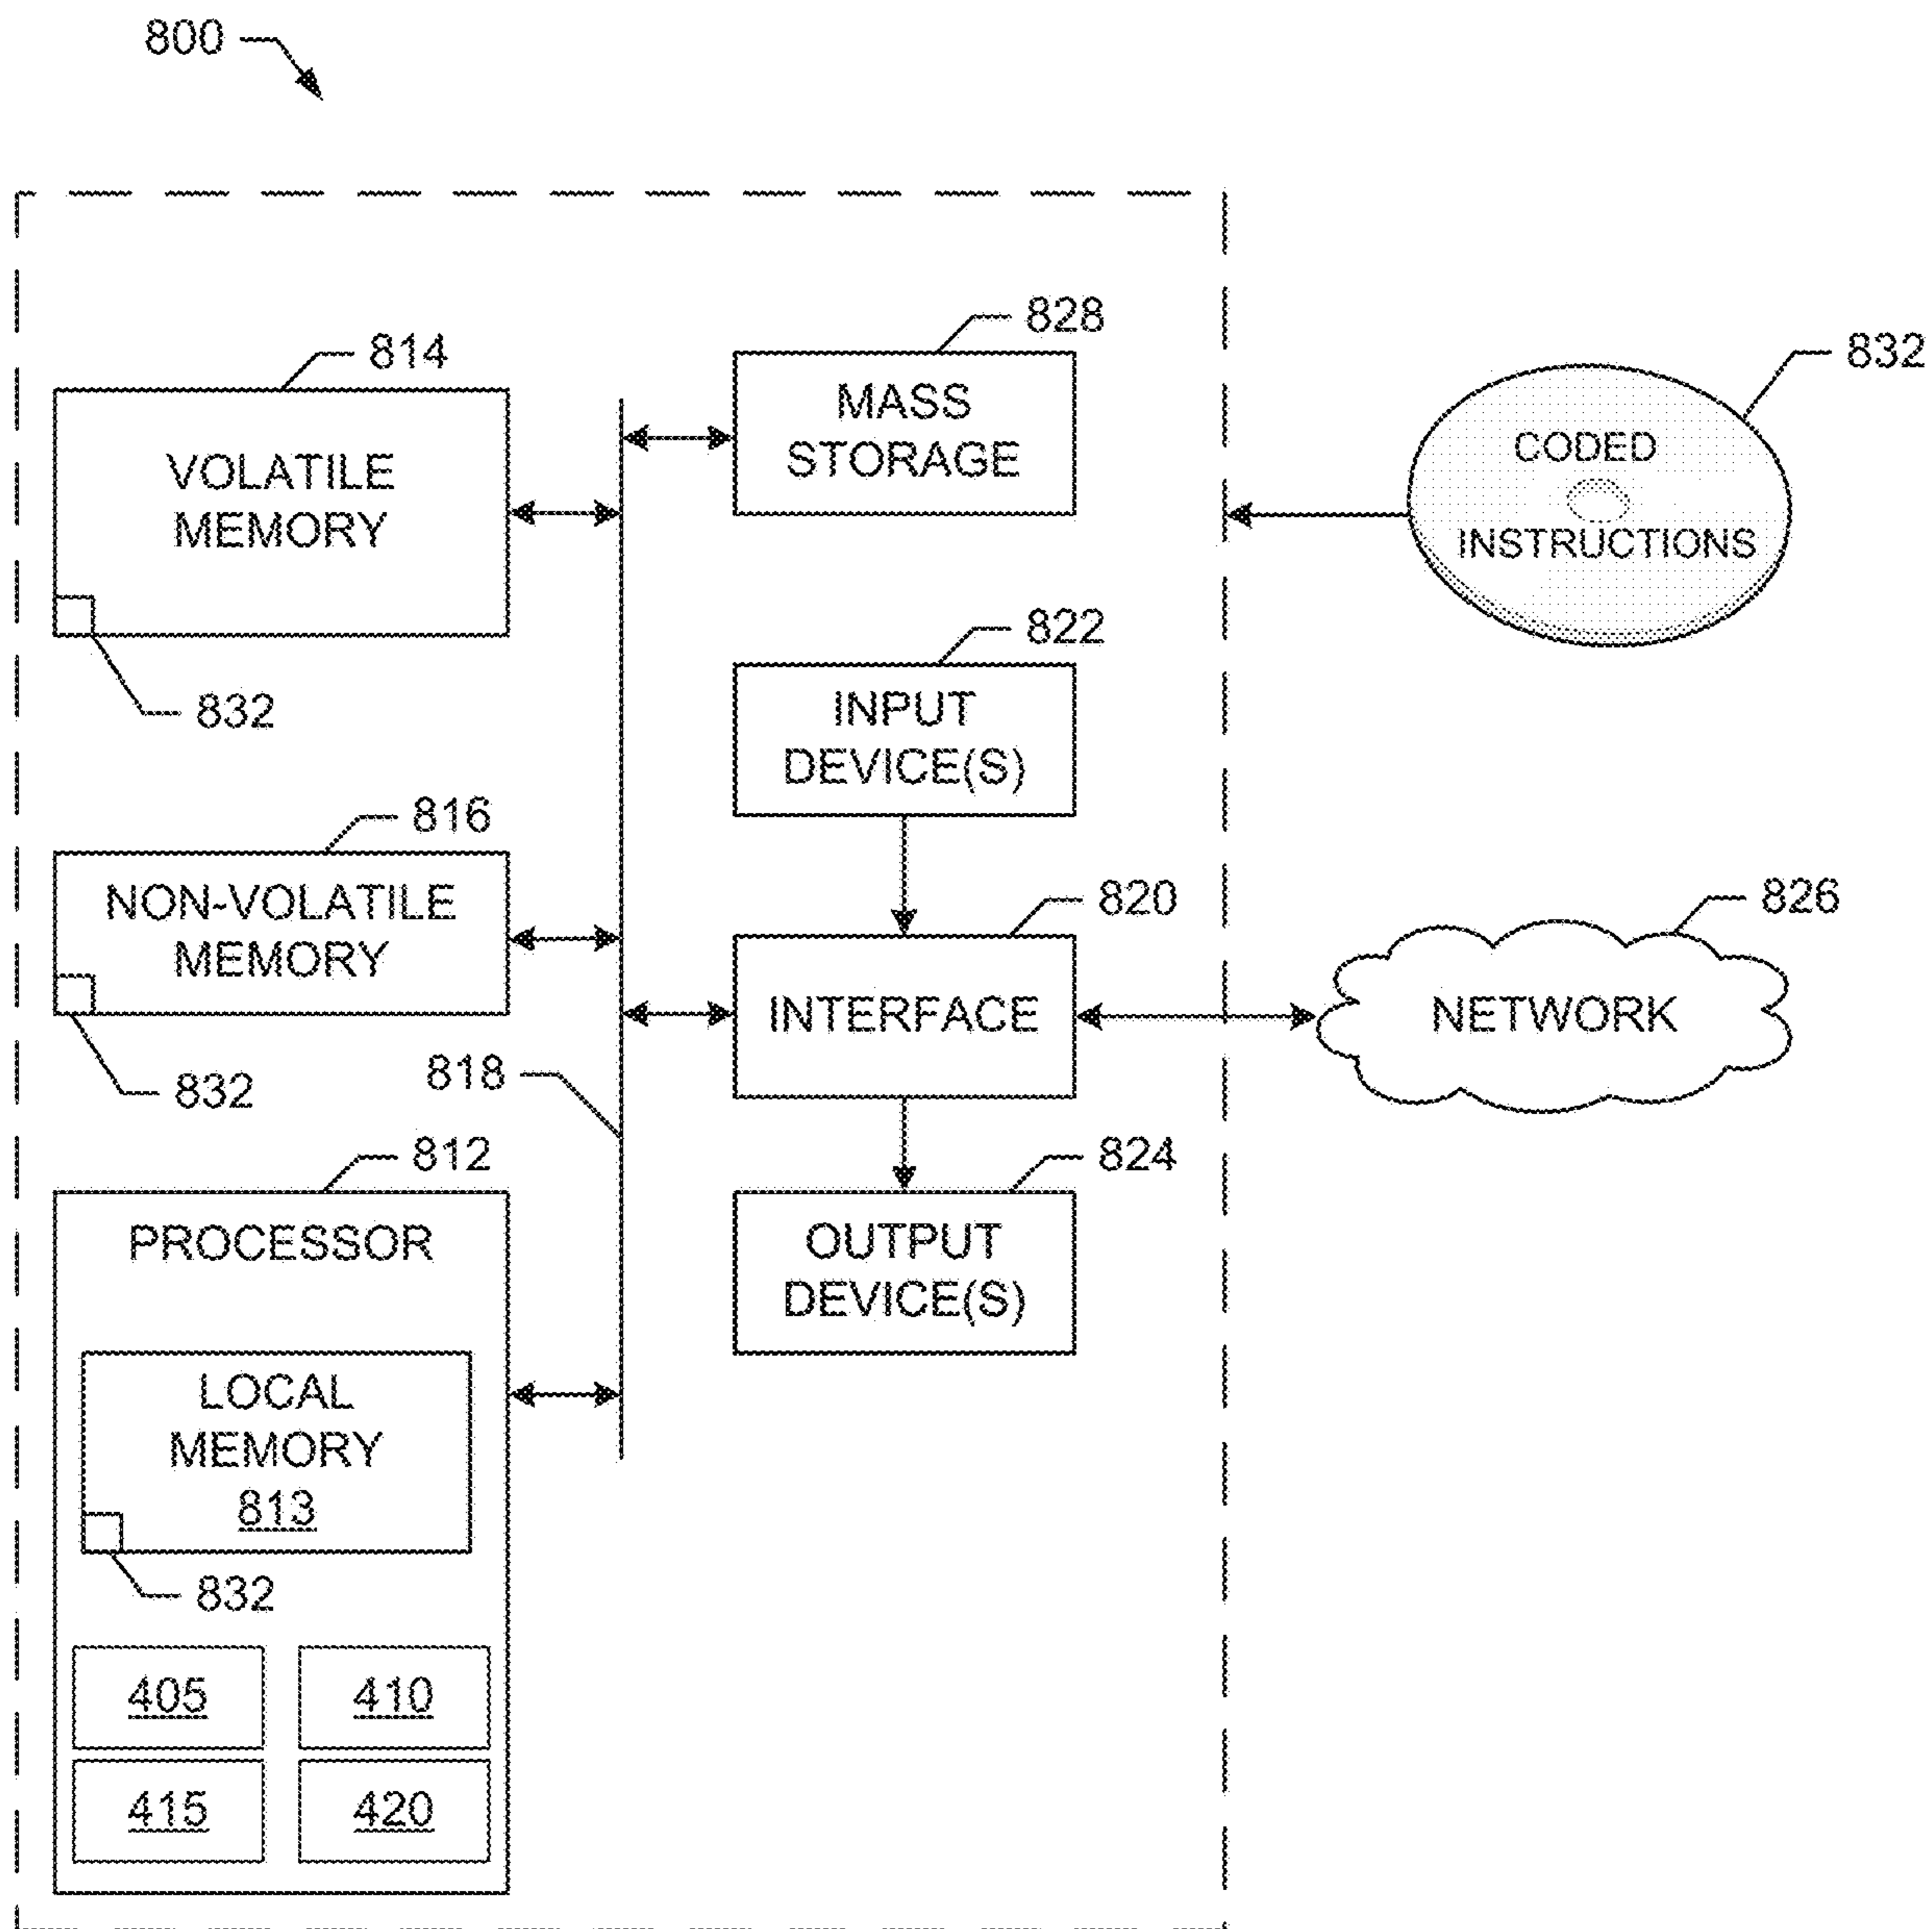 800
814
VOLATILE
MEMORY
832
828
MASS
STORAGE
832
CODED
INSTRUCTIONS
822
INPUT
DEVICE(S)
816
NON-VOLATILE
MEMORY
832
818
820
INTERFACE
826
NETWORK
812
PROCESSOR
LOCAL
MEMORY
813
832
405
410
415
420
824
OUTPUT
DEVICE(S)